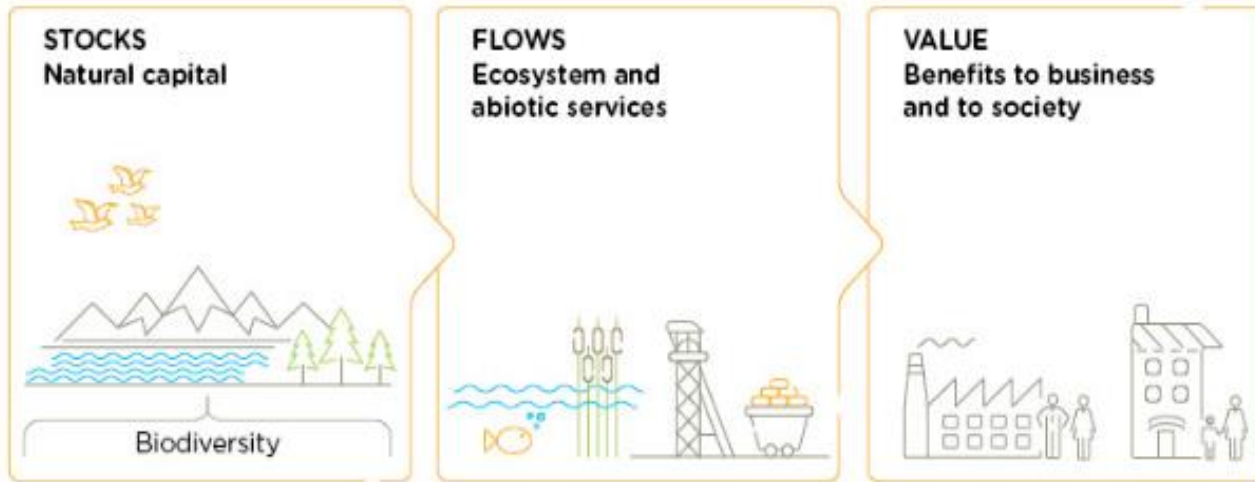 STOCKS
Natural capital
Biodiversity
FLOWS
Ecosystem and
abiotic services
VALUE
Benefits to business
and to society